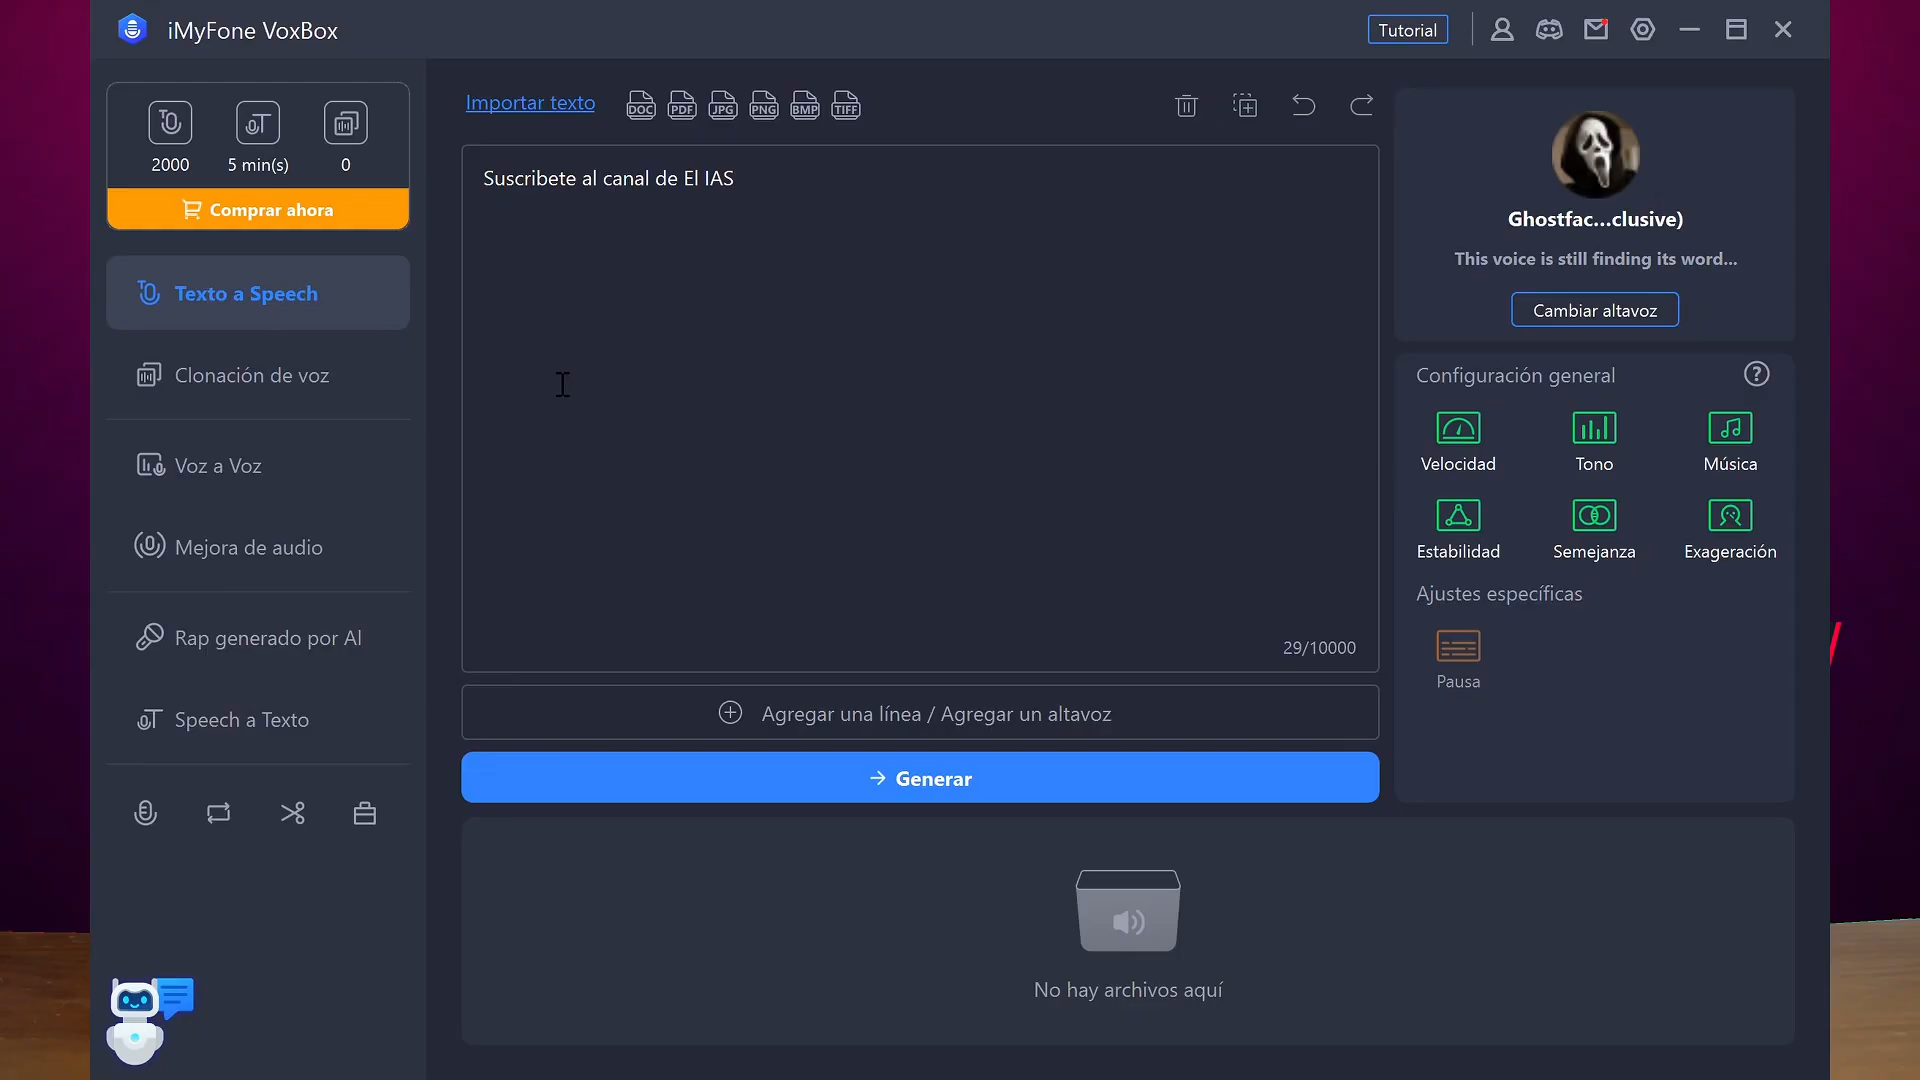 iMyFone VoxBox
Tutorial
2000
5 min(s)
0
Comprar ahora
Texto a Speech
Clonación de voz
Voz a Voz
Mejora de audio
Rap generado por AI
Speech a Texto
Importar texto
DOC
PDF
JPG
PNG
BMP
TIFF
Suscribete al canal de El IAS
29/10000
Agregar una línea / Agregar un altavoz
Generar
No hay archivos aquí
Ghostfac...clusive)
This voice is still finding its word...
Cambiar altavoz
Configuración general
Velocidad
Tono
Música
Estabilidad
Semejanza
Exageración
Ajustes específicas
Pausa